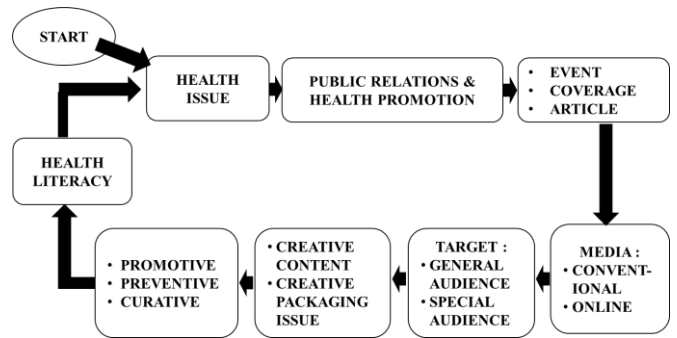 START
HEALTH
ISSUE
PUBLIC RELATIONS &
HEALTH PROMOTION
• EVENT
• COVERAGE
• ARTICLE
HEALTH
LITERACY
• PROMOTIVE
• PREVENTIVE
• CURATIVE
• CREATIVE
CONTENT
• CREATIVE
PACKAGING
ISSUE
TARGET :
• GENERAL
AUDIENCE
• SPECIAL
AUDIENCE
MEDIA :
• CONVENT-
IONAL
• ONLINE